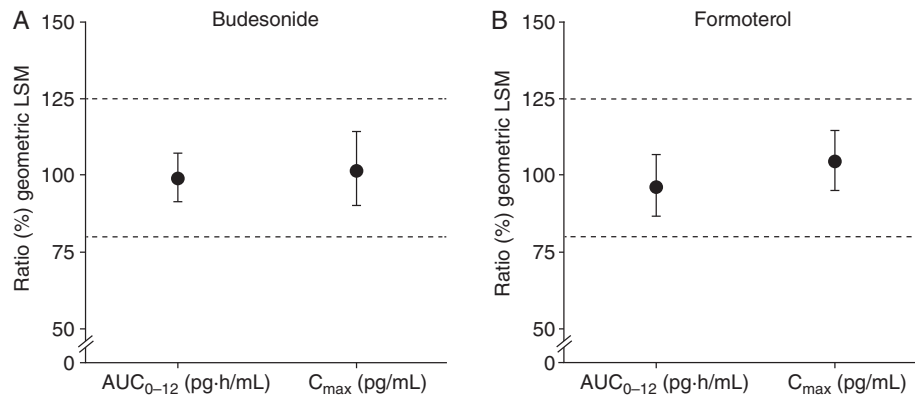 A
Budesonide
Ratio (%) geometric LSM
150
125
100
75
50
0
AUC₀₋₁₂ (pg·h/mL)
Cₘₐₓ (pg/mL)
B
Formoterol
Ratio (%) geometric LSM
150
125
100
75
50
0
AUC₀₋₁₂ (pg·h/mL)
Cₘₐₓ (pg/mL)